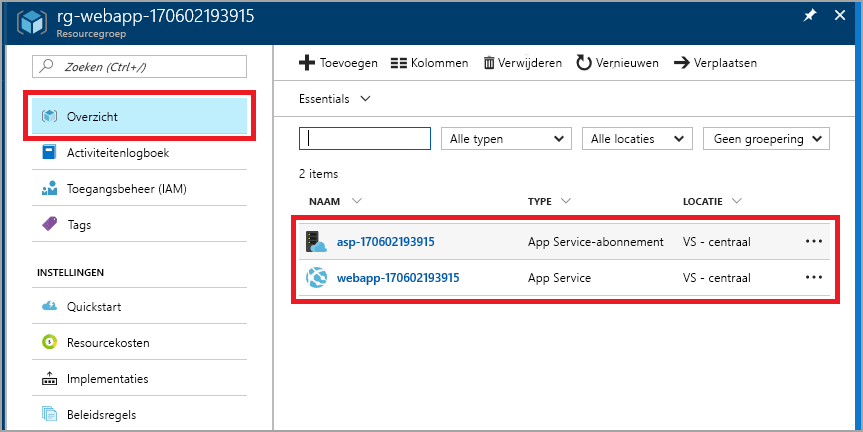 rg-webapp-170602193915
Resourcegroep
Zoeken (Ctrl+/)
Overzicht
Activiteitenlogboek
Toegangsbeheer (IAM)
Tags
INSTELLINGEN
Quickstart
Resourcekosten
Implementaties
Beleidsregels
Toevoegen Kolommen Verwijderen Vernieuwen Verplaatsen
Essentials
Alle typen Alle locaties Geen groepering
2 items
NAAM TYPE LOCATIE
asp-170602193915 App Service-abonnement VS - centraal
webapp-170602193915 App Service VS - centraal